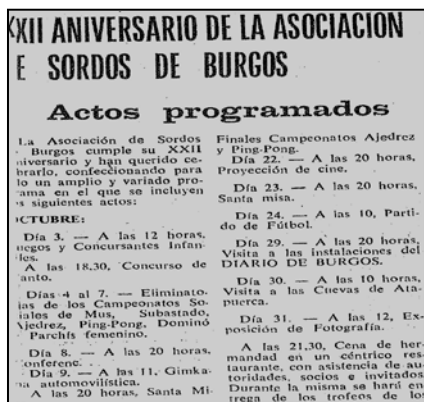 XXII ANIVERSARIO DE LA ASOCIACION
E SORDOS DE BURGOS
Actos programados
La Asociación de Sordos
Burgos cumple su XXII
niversario y han querido ce-
brarlo, confeccionando para
lo un amplio y variado pro-
ama en el que se incluyen
s siguientes actos:
CTUBRE:
Día 3. — A las 12 horas,
uegos y Concursantes Infan-
les.
A las 18,30, Concurso de
anto.
Días 4 al 7. — Eliminato-
ias de los Campeonatos So-
iales de Mus, Subastado,
Ajedrez, Ping-Pong, Dominó
Parchís femenino.
Día 8. — A las 20 horas,
onferenc
Día 9. — A las 11, Gimka-
na automovilística.
A las 20 horas, Santa Mi-
Finales Campeonatos Ajedrez
y Ping-Pong.
Día 22. — A las 20 horas,
Proyección de cine.
Día 23. — A las 20 horas,
Santa misa.
Día 24. — A las 10, Parti-
do de Fútbol.
Día 29. — A las 20 horas,
Visita a las instalaciones del
DIARIO DE BURGOS.
Día 30. — A las 10 horas,
Visita a las Cuevas de Ata-
puerca.
Día 31. — A las 12, Ex-
posición de Fotografía.
A las 21,30, Cena de her-
mandad en un céntrico res-
taurante, con asistencia de au-
toridades, socios e invitados.
Durante la misma se hará en-
trega de los trofeos de los